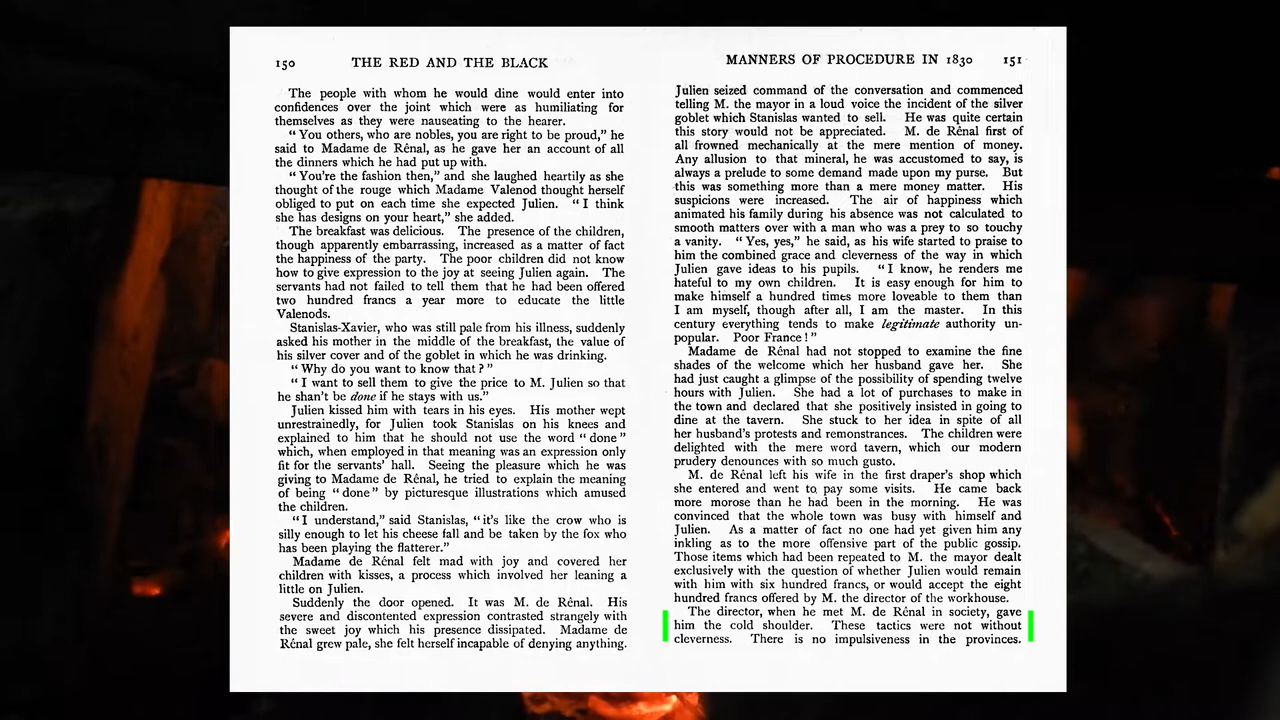 150 THE RED AND THE BLACK
The people with whom he would dine would enter into
confidences over the joint which were as humiliating for
themselves as they were nauseating to the hearer.
“ You others, who are nobles, you are right to be proud,” he
said to Madame de Rênal, as he gave her an account of all
the dinners which he had put up with.
“ You're the fashion then,” and she laughed heartily as she
thought of the rouge which Madame Valenod thought herself
obliged to put on each time she expected Julien. “ I think
she has designs on your heart,” she added.
The breakfast was delicious. The presence of the children,
though apparently embarrassing, increased as a matter of fact
the happiness of the party. The poor children did not know
how to give expression to the joy at seeing Julien again. The
servants had not failed to tell them that he had been offered
two hundred francs a year more to educate the little
Valenods.
Stanislas-Xavier, who was still pale from his illness, suddenly
asked his mother in the middle of the breakfast, the value of
his silver cover and of the goblet in which he was drinking.
“ Why do you want to know that ? ”
“ I want to sell them to give the price to M. Julien so that
he shan't be done if he stays with us.”
Julien kissed him with tears in his eyes. His mother wept
unrestrainedly, for Julien took Stanislas on his knees and
explained to him that he should not use the word “ done ”
which, when employed in that meaning was an expression only
fit for the servants' hall. Seeing the pleasure which he was
giving to Madame de Rênal, he tried to explain the meaning
of being “ done ” by picturesque illustrations which amused
the children.
“ I understand,” said Stanislas, “ it's like the crow who is
silly enough to let his cheese fall and be taken by the fox who
has been playing the flatterer.”
Madame de Rênal felt mad with joy and covered her
children with kisses, a process which involved her leaning a
little on Julien.
Suddenly the door opened. It was M. de Rênal. His
severe and discontented expression contrasted strangely with
the sweet joy which his presence dissipated. Madame de
Rênal grew pale, she felt herself incapable of denying anything.
MANNERS OF PROCEDURE IN 1830 151
Julien seized command of the conversation and commenced
telling M. the mayor in a loud voice the incident of the silver
goblet which Stanislas wanted to sell. He was quite certain
this story would not be appreciated. M. de Rênal first of
all frowned mechanically at the mere mention of money.
Any allusion to that mineral, he was accustomed to say, is
always a prelude to some demand made upon my purse. But
this was something more than a mere money matter. His
suspicions were increased. The air of happiness which
animated his family during his absence was not calculated to
smooth matters over with a man who was a prey to so touchy
a vanity. “ Yes, yes,” he said, as his wife started to praise to
him the combined grace and cleverness of the way in which
Julien gave ideas to his pupils. “ I know, he renders me
hateful to my own children. It is easy enough for him to
make himself a hundred times more loveable to them than
I am myself, though after all, I am the master. In this
century everything tends to make legitimate authority un-
popular. Poor France ! ”
Madame de Rênal had not stopped to examine the fine
shades of the welcome which her husband gave her. She
had just caught a glimpse of the possibility of spending twelve
hours with Julien. She had a lot of purchases to make in
the town and declared that she positively insisted in going to
dine at the tavern. She stuck to her idea in spite of all
her husband's protests and remonstrances. The children were
delighted with the mere word tavern, which our modern
prudery denounces with so much gusto.
M. de Rênal left his wife in the first draper's shop which
she entered and went to pay some visits. He came back
more morose than he had been in the morning. He was
convinced that the whole town was busy with himself and
Julien. As a matter of fact no one had yet given him any
inkling as to the more offensive part of the public gossip.
Those items which had been repeated to M. the mayor dealt
exclusively with the question of whether Julien would remain
with him with six hundred francs, or would accept the eight
hundred francs offered by M. the director of the workhouse.
The director, when he met M. de Rênal in society, gave
him the cold shoulder. These tactics were not without
cleverness. There is no impulsiveness in the provinces.